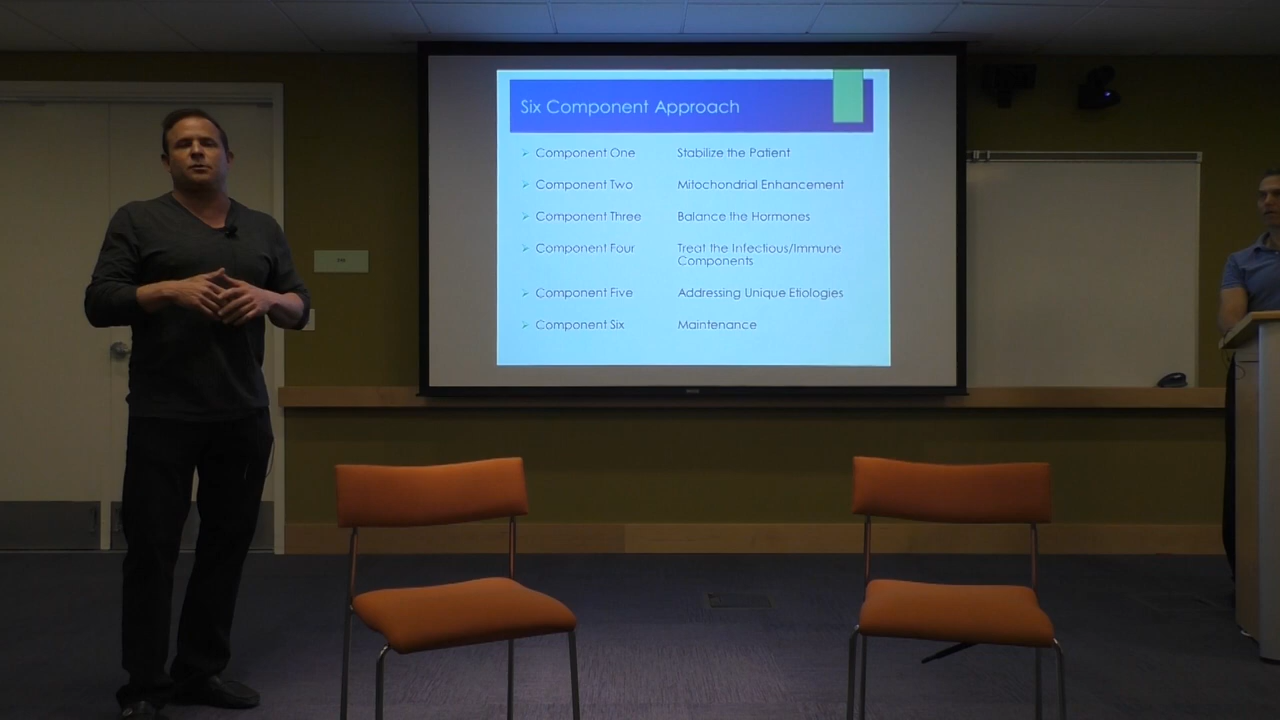 Six Component Approach
➢ Component One Stabilize the Patient
➢ Component Two Mitochondrial Enhancement
➢ Component Three Balance the Hormones
➢ Component Four Treat the Infectious/Immune
Components
➢ Component Five Addressing Unique Etiologies
➢ Component Six Maintenance